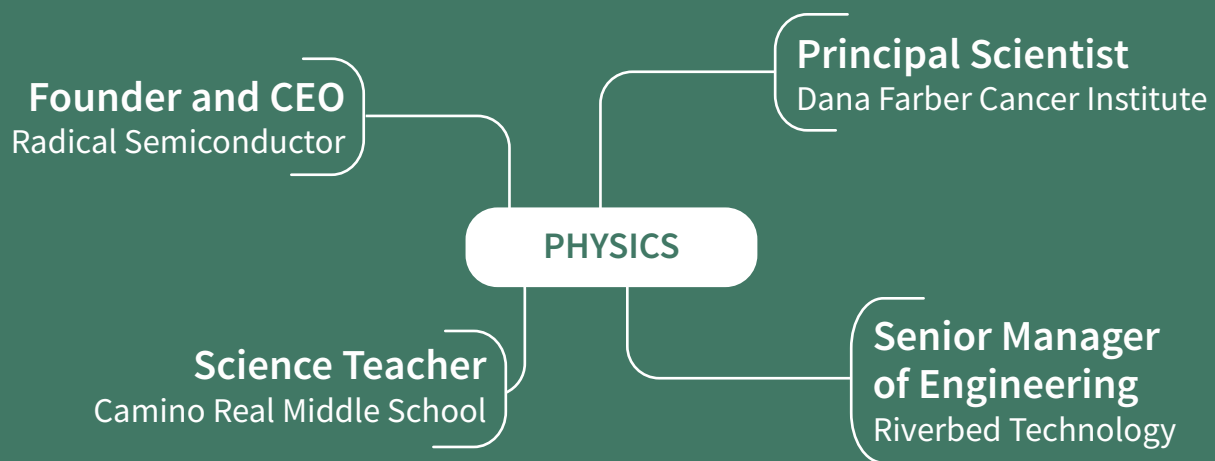 Founder and CEO
Radical Semiconductor
Principal Scientist
Dana Farber Cancer Institute
PHYSICS
Science Teacher
Camino Real Middle School
Senior Manager
of Engineering
Riverbed Technology